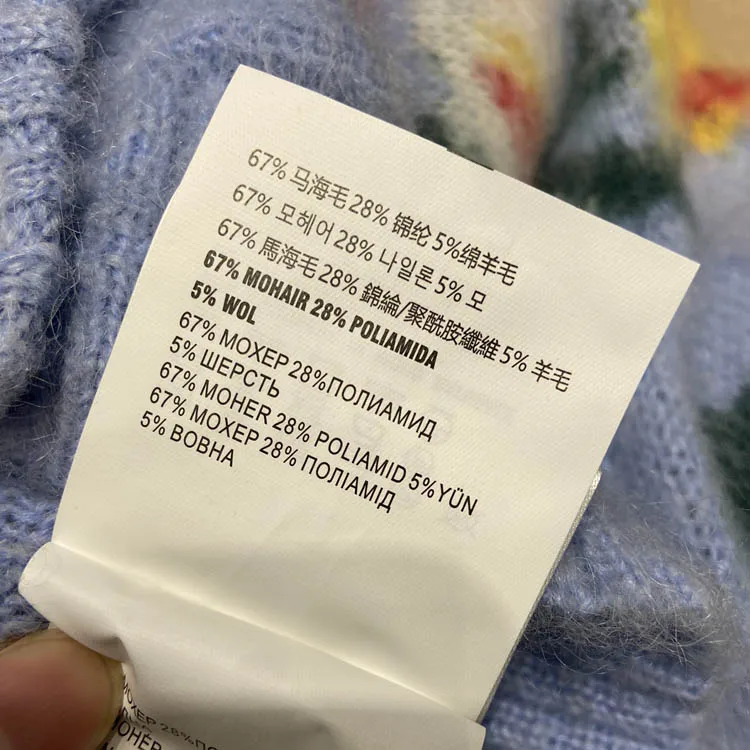 67% 马海毛 28% 锦纶 5%绵羊毛
67% 모헤어 28% 나일론 5% 모
67% 馬海毛 28% 錦綸/聚酰胺纖維 5% 羊毛
67% MOHAIR 28% POLIAMIDA
5% WOL
67% МОХЕР 28%ПОЛИАМИД
5% ШЕРСТЬ
67% MOHER 28% POLIAMID 5%YÜN
67% МОХЕР 28% ПОЛІАМІД
5% ВОВНА
МОХЕР 28%ПО